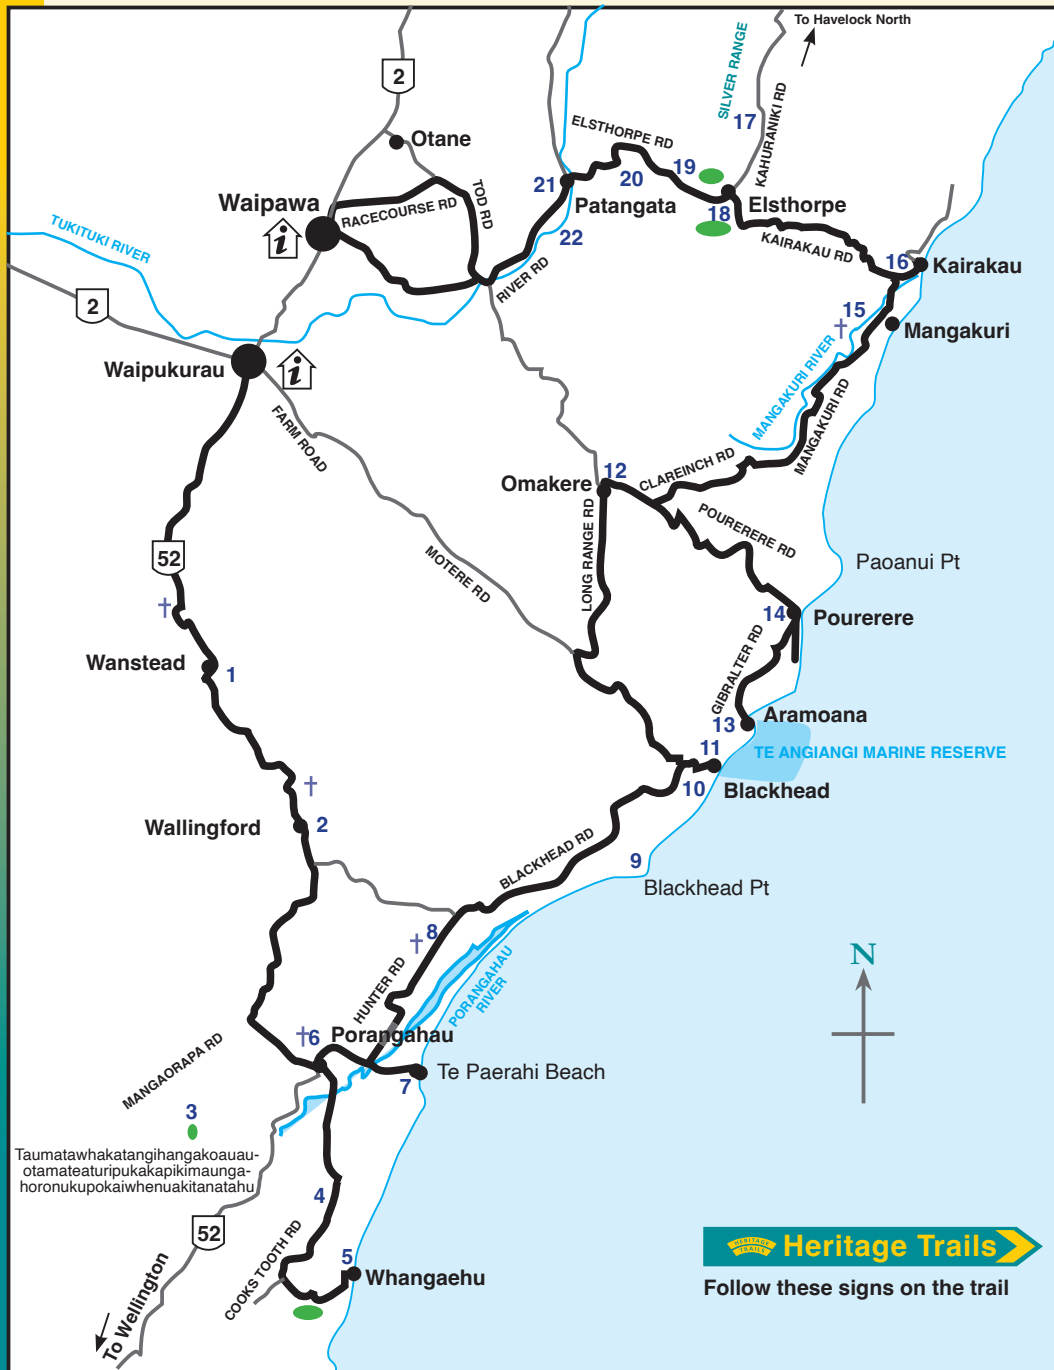 To Havelock North
2
SILVER RANGE
17
KAHURANIKI RD
Otane
ELSTHORPE RD
19
20
21
Patangata
18
Elsthorpe
Waipawa
RACECOURSE RD
TOD RD
22
KAIRAKAU RD
16
Kairakau
TUKITUKI RIVER
RIVER RD
2
15
Mangakuri
MANGAKURI RIVER
MANGAKURI RD
Waipukurau
FARM ROAD
12
Omakere
CLAREINCH RD
POURERERE RD
52
MOTERE RD
LONG RANGE RD
Paoanui Pt
14
Pourerere
Wanstead
1
GIBRALTER RD
13
Aramoana
11
TE ANGIANGI MARINE RESERVE
10
Blackhead
Wallingford
2
BLACKHEAD RD
9
Blackhead Pt
8
HUNTER RD
PORANGAHAU
RIVER
N
6
Porangahau
MANGAORAPA RD
7
Te Paerahi Beach
3
Taumatawhakatangihangakoauau-
otamateaturipukakapikimaunga-
horonukupokaiwhenuakitanatahu
4
52
COOKS TOOTH RD
5
Whangaehu
To Wellington
HERITAGE
TRAILS
Heritage Trails
Follow these signs on the trail